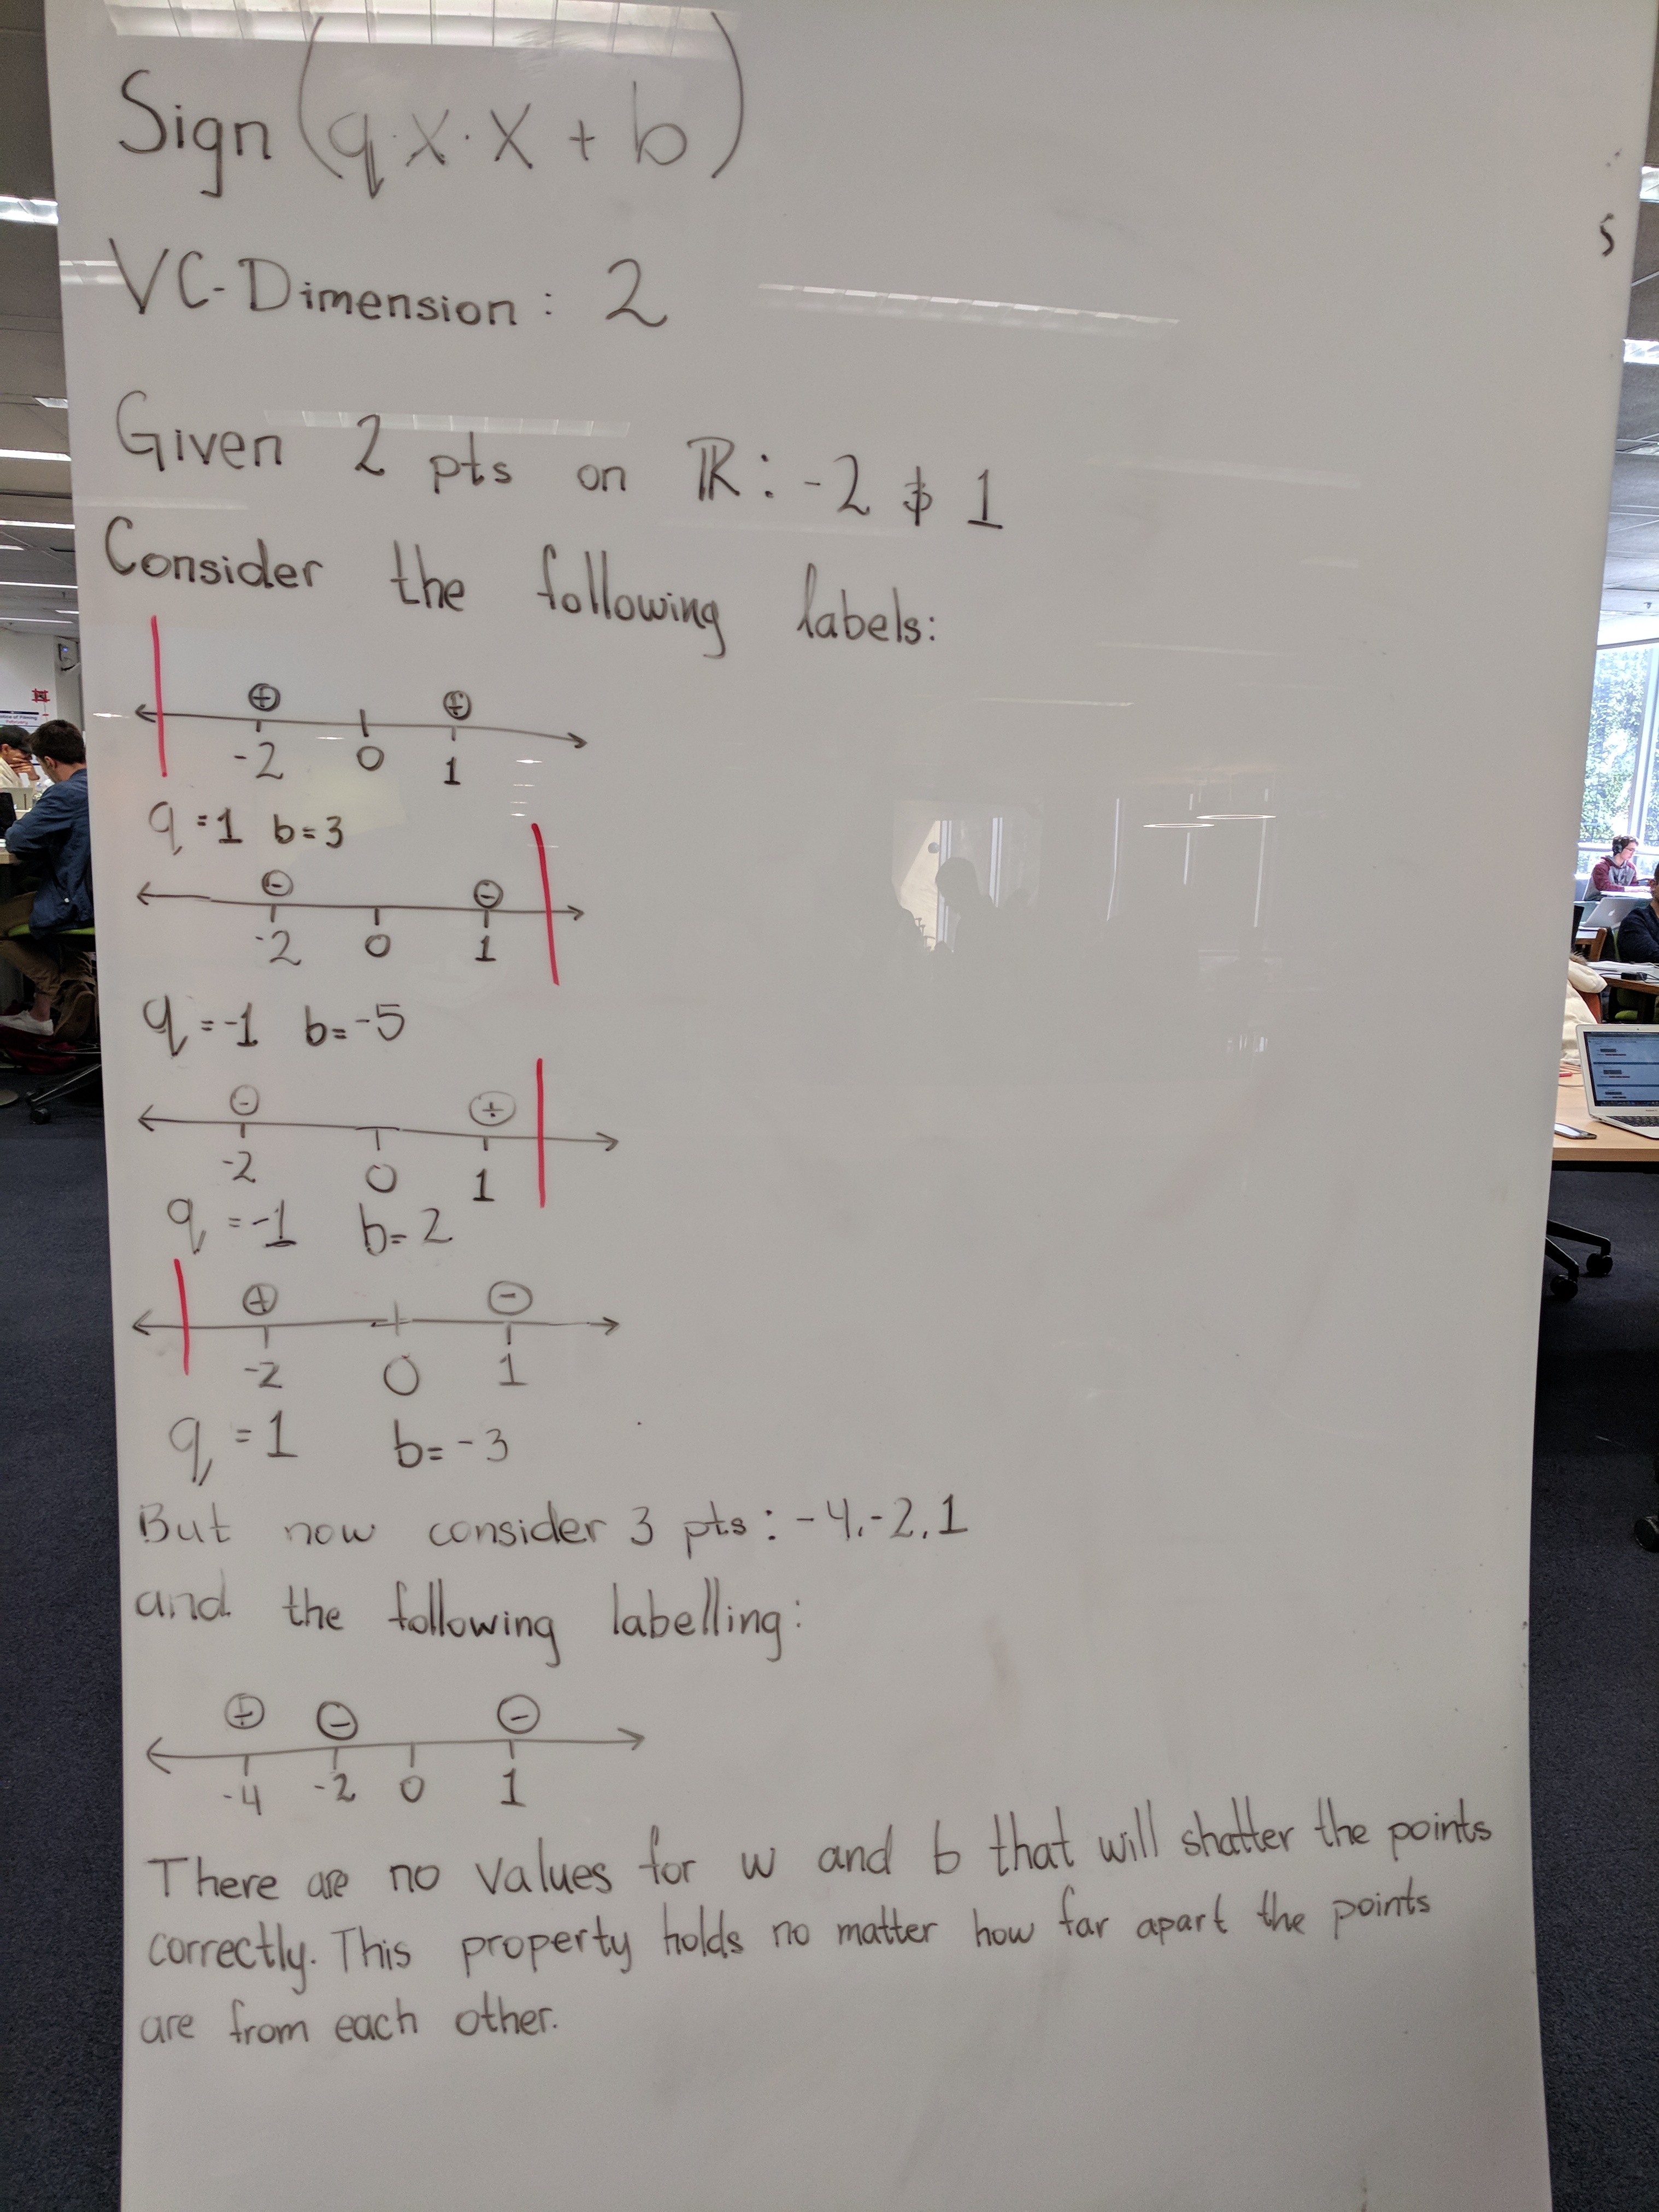 Sign (q·x·x + b)
VC-Dimension: 2
Given 2 pts on ℝ: -2 & 1
Consider the following labels:
+ +
-2 0 1
q=1 b=3
- -
-2 0 1
q=-1 b=-5
- +
-2 0 1
q=-1 b=2
+ -
-2 0 1
q=1 b=-3
But now consider 3 pts: -4,-2,1
and the following labelling:
+ - -
-4 -2 0 1
There are no values for w and b that will shatter the points
correctly. This property holds no matter how far apart the points
are from each other.
s